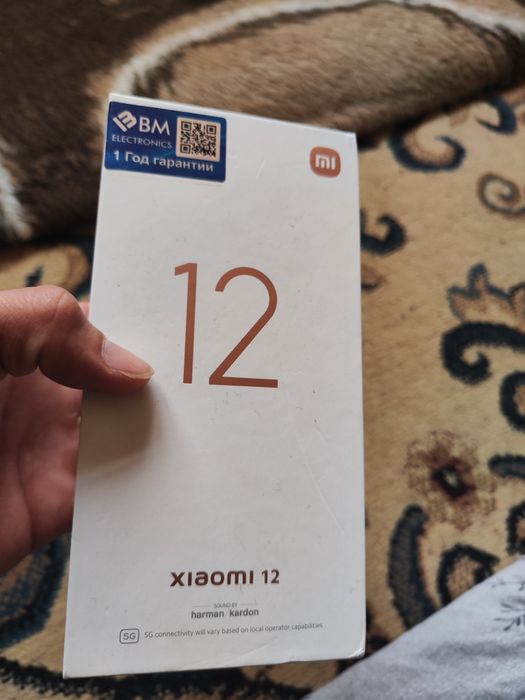 BM
ELECTRONICS
1 Год гарантии
mi
12
xiaomi 12
SOUND BY
harman / kardon
5G 5G connectivity will vary based on local operator capabilities